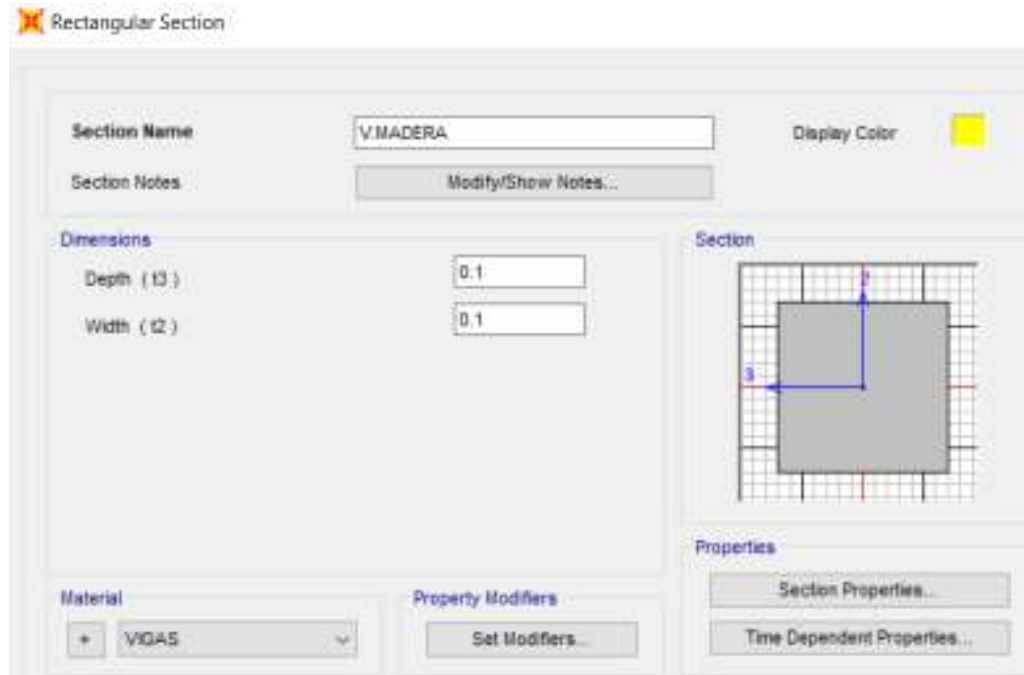 Rectangular Section
Section Name V.MADERA Display Color
Section Notes Modify/Show Notes...
Dimensions
Depth ( t3 ) 0.1
Width ( t2 ) 0.1
Section
2
3
Properties
Section Properties...
Time Dependent Properties...
Material
+ VIGAS
Property Modifiers
Set Modifiers...